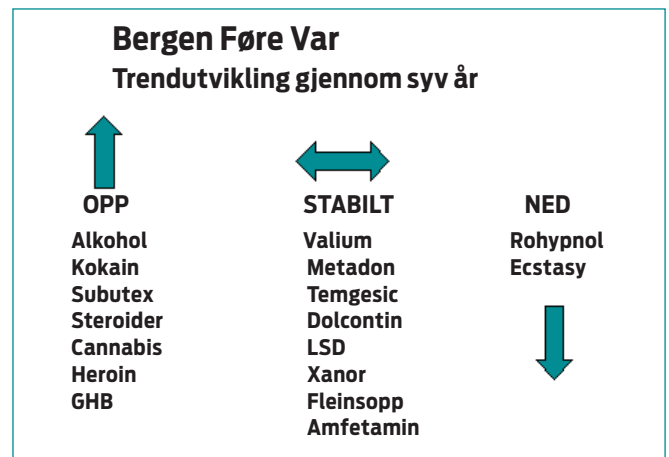 Bergen Føre Var
Trendutvikling gjennom syv år
OPP
Alkohol
Kokain
Subutex
Steroider
Cannabis
Heroin
GHB
STABILT
Valium
Metadon
Temgesic
Dolcontin
LSD
Xanor
Fleinsopp
Amfetamin
NED
Rohypnol
Ecstasy